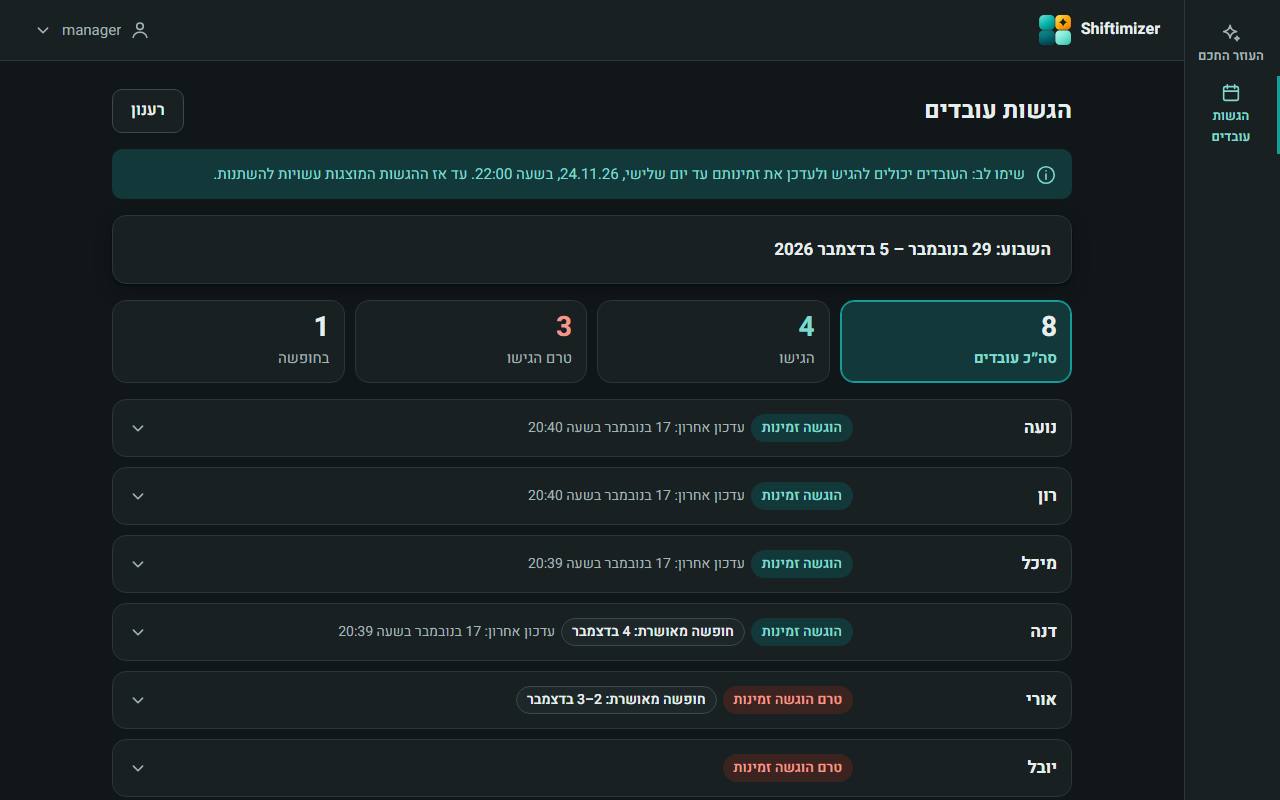 Shiftimizer
manager
העוזר החכם
הגשות
עובדים
הגשות עובדים
רענון
שימו לב: העובדים יכולים להגיש ולעדכן את זמינותם עד יום שלישי, 24.11.26, בשעה 22:00. עד אז ההגשות המוצגות עשויות להשתנות.
השבוע: 29 בנובמבר – 5 בדצמבר 2026
8
סה״כ עובדים
4
הגישו
3
טרם הגישו
1
בחופשה
נועה הוגשה זמינות עדכון אחרון: 17 בנובמבר בשעה 20:40
רון הוגשה זמינות עדכון אחרון: 17 בנובמבר בשעה 20:40
מיכל הוגשה זמינות עדכון אחרון: 17 בנובמבר בשעה 20:39
דנה הוגשה זמינות חופשה מאושרת: 4 בדצמבר עדכון אחרון: 17 בנובמבר בשעה 20:39
אורי טרם הוגשה זמינות חופשה מאושרת: 2–3 בדצמבר
יובל טרם הוגשה זמינות